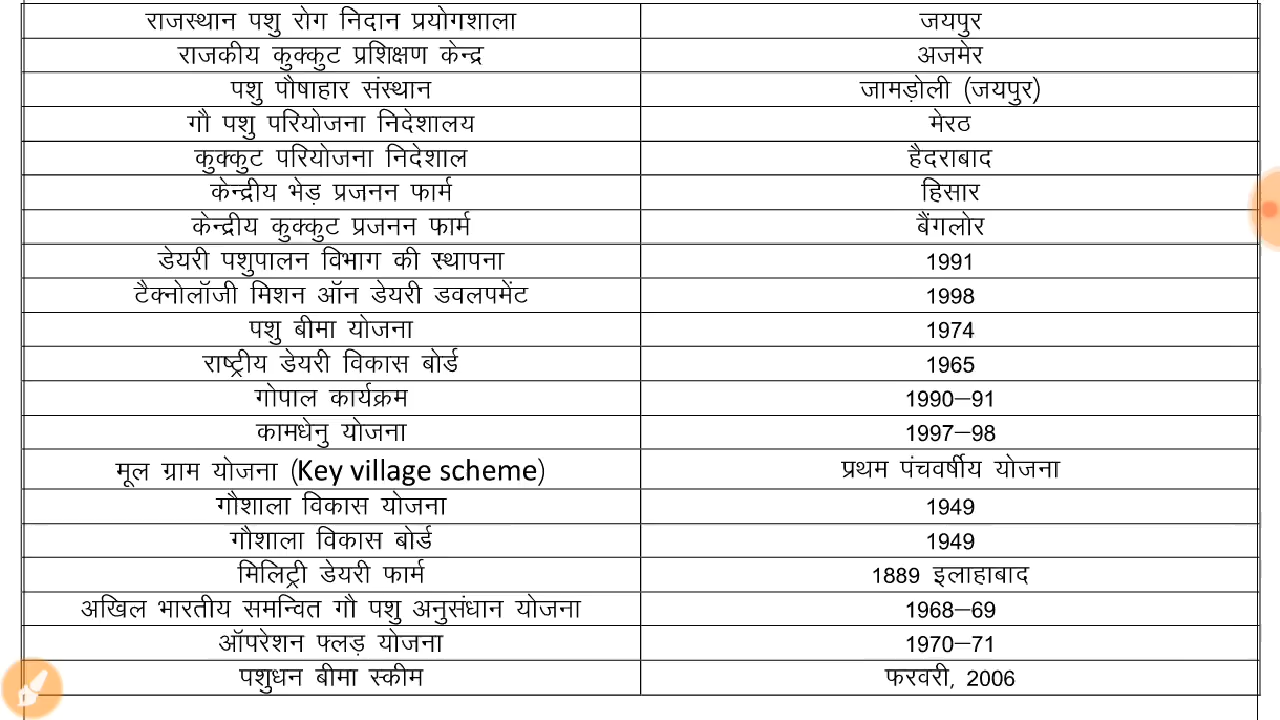 राजस्थान पशु रोग निदान प्रयोगशाला जयपुर
राजकीय कुक्कुट प्रशिक्षण केन्द्र अजमेर
पशु पौषाहार संस्थान जामड़ोली (जयपुर)
गौ पशु परियोजना निदेशालय मेरठ
कुक्कुट परियोजना निदेशाल हैदराबाद
केन्द्रीय भेड़ प्रजनन फार्म हिसार
केन्द्रीय कुक्कुट प्रजनन फार्म बैंगलोर
डेयरी पशुपालन विभाग की स्थापना 1991
टैक्नोलॉजी मिशन ऑन डेयरी डवलपमेंट 1998
पशु बीमा योजना 1974
राष्ट्रीय डेयरी विकास बोर्ड 1965
गोपाल कार्यक्रम 1990–91
कामधेनु योजना 1997–98
मूल ग्राम योजना (Key village scheme) प्रथम पंचवर्षीय योजना
गौशाला विकास योजना 1949
गौशाला विकास बोर्ड 1949
मिलिट्री डेयरी फार्म 1889 इलाहाबाद
अखिल भारतीय समन्वित गौ पशु अनुसंधान योजना 1968–69
ऑपरेशन फ्लड़ योजना 1970–71
पशुधन बीमा स्कीम फरवरी, 2006